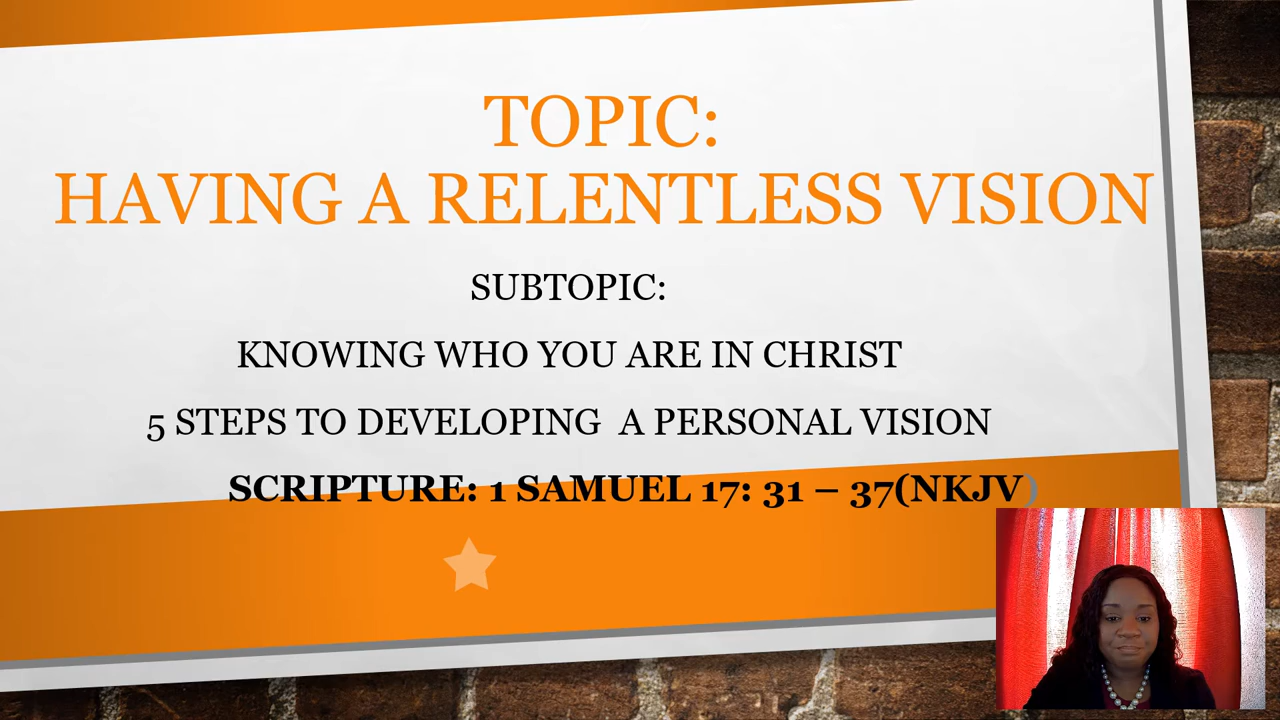 TOPIC:
HAVING A RELENTLESS VISION
SUBTOPIC:
KNOWING WHO YOU ARE IN CHRIST
5 STEPS TO DEVELOPING A PERSONAL VISION
SCRIPTURE: 1 SAMUEL 17: 31 – 37(NKJV)